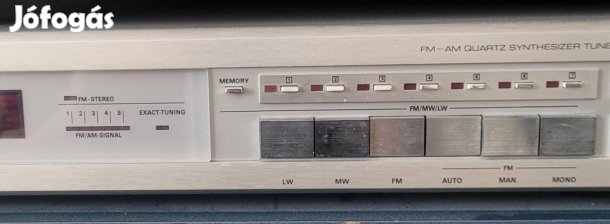 Jófogás
FM-AM QUARTZ SYNTHESIZER TUNE
MEMORY
1 2 3 4 5 6 7
FM-STEREO
1 2 3 4 5
EXACT-TUNING
FM/AM-SIGNAL
FM/MW/LW
FM
LW MW FM AUTO MAN. MONO